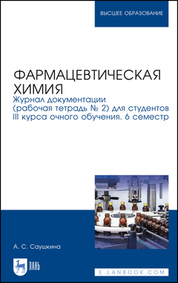 ВЫСШЕЕ ОБРАЗОВАНИЕ
ФАРМАЦЕВТИЧЕСКАЯ
ХИМИЯ
Журнал документации
(рабочая тетрадь № 2) для студентов
III курса очного обучения. 6 семестр
А. С. Саушкина
ЛАНЬ
E.LANBOOK.COM